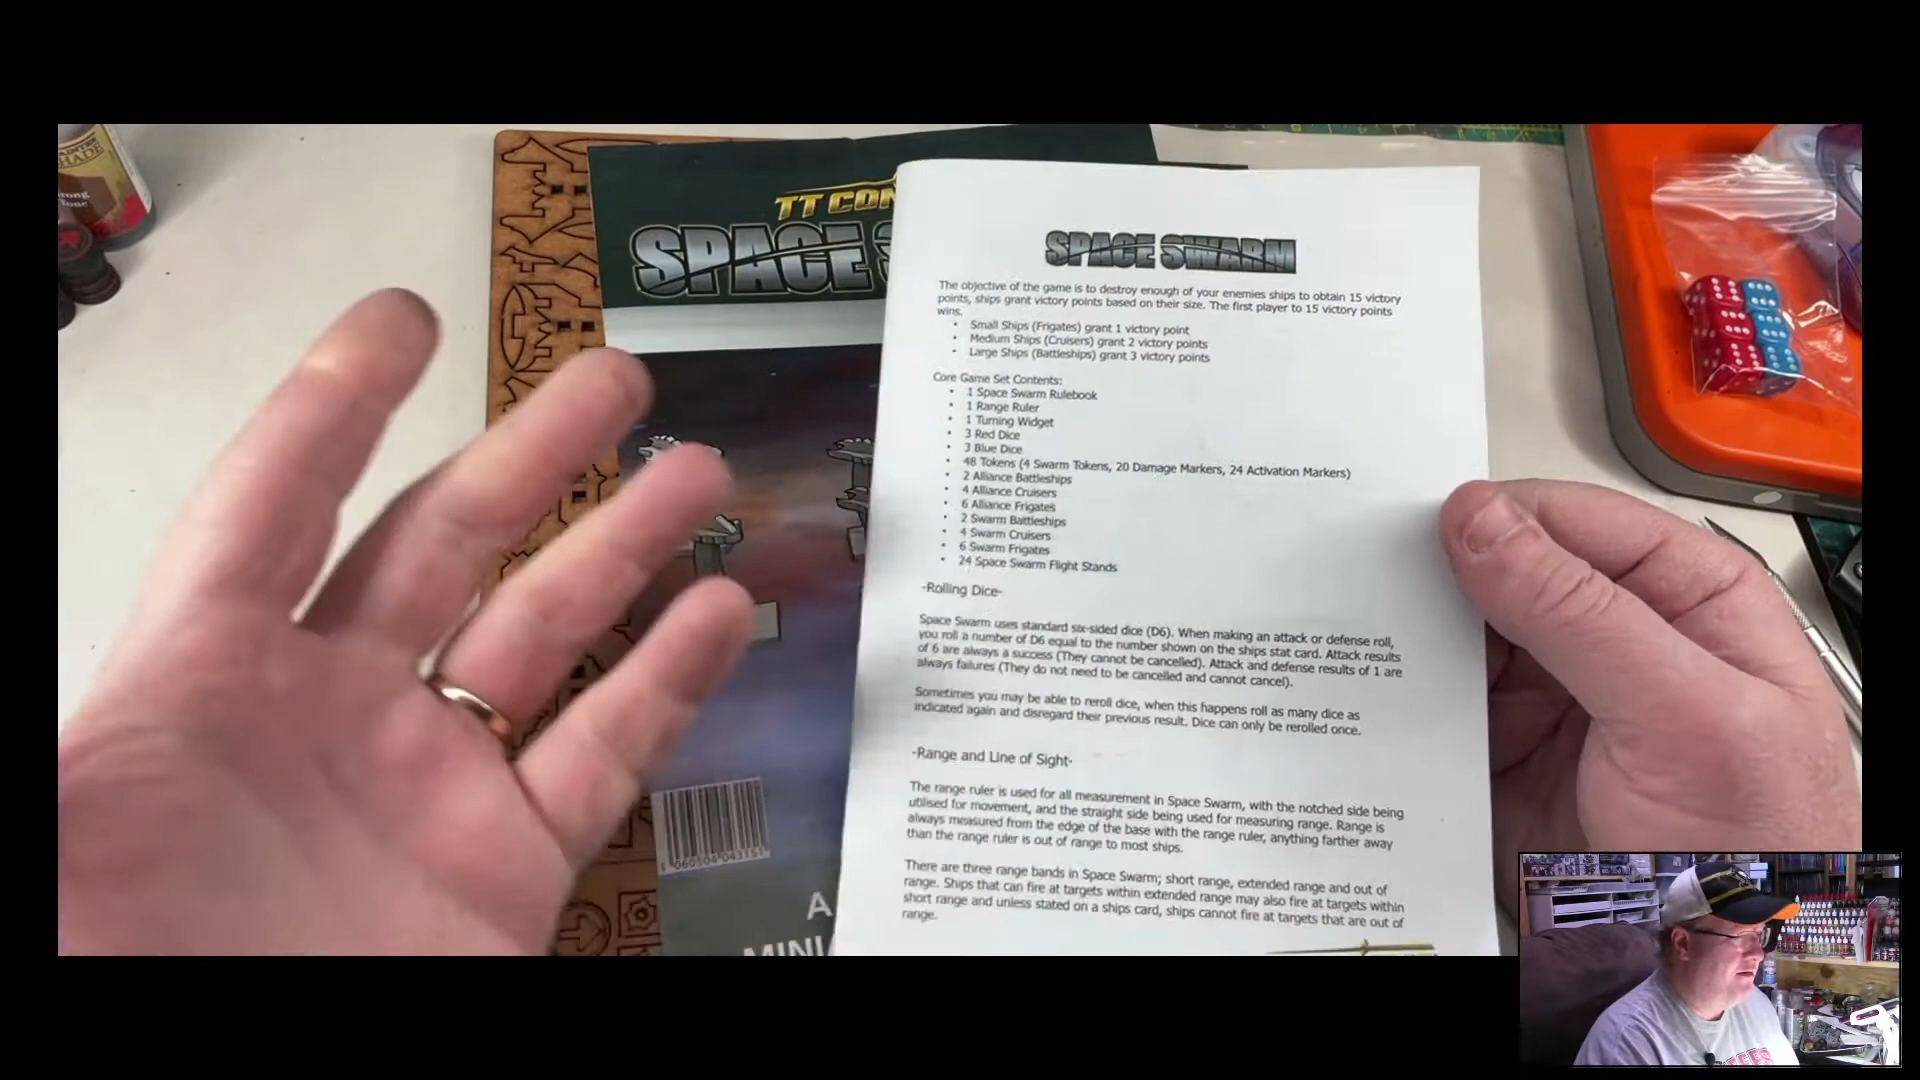 rong
Tone
TT CON
SPACE S
5 060504 043151
A
MINI
SPACE SWARM
The objective of the game is to destroy enough of your enemies ships to obtain 15 victory
points, ships grant victory points based on their size. The first player to 15 victory points
wins.
• Small Ships (Frigates) grant 1 victory point
• Medium Ships (Cruisers) grant 2 victory points
• Large Ships (Battleships) grant 3 victory points
Core Game Set Contents:
• 1 Space Swarm Rulebook
• 1 Range Ruler
• 1 Turning Widget
• 3 Red Dice
• 3 Blue Dice
• 48 Tokens (4 Swarm Tokens, 20 Damage Markers, 24 Activation Markers)
• 2 Alliance Battleships
• 4 Alliance Cruisers
• 6 Alliance Frigates
• 2 Swarm Battleships
• 4 Swarm Cruisers
• 6 Swarm Frigates
• 24 Space Swarm Flight Stands
-Rolling Dice-
Space Swarm uses standard six-sided dice (D6). When making an attack or defense roll,
you roll a number of D6 equal to the number shown on the ships stat card. Attack results
of 6 are always a success (They cannot be cancelled). Attack and defense results of 1 are
always failures (They do not need to be cancelled and cannot cancel).
Sometimes you may be able to reroll dice, when this happens roll as many dice as
indicated again and disregard their previous result. Dice can only be rerolled once.
-Range and Line of Sight-
The range ruler is used for all measurement in Space Swarm, with the notched side being
utilised for movement, and the straight side being used for measuring range. Range is
always measured from the edge of the base with the range ruler, anything farther away
than the range ruler is out of range to most ships.
There are three range bands in Space Swarm; short range, extended range and out of
range. Ships that can fire at targets within extended range may also fire at targets within
short range and unless stated on a ships card, ships cannot fire at targets that are out of
range.